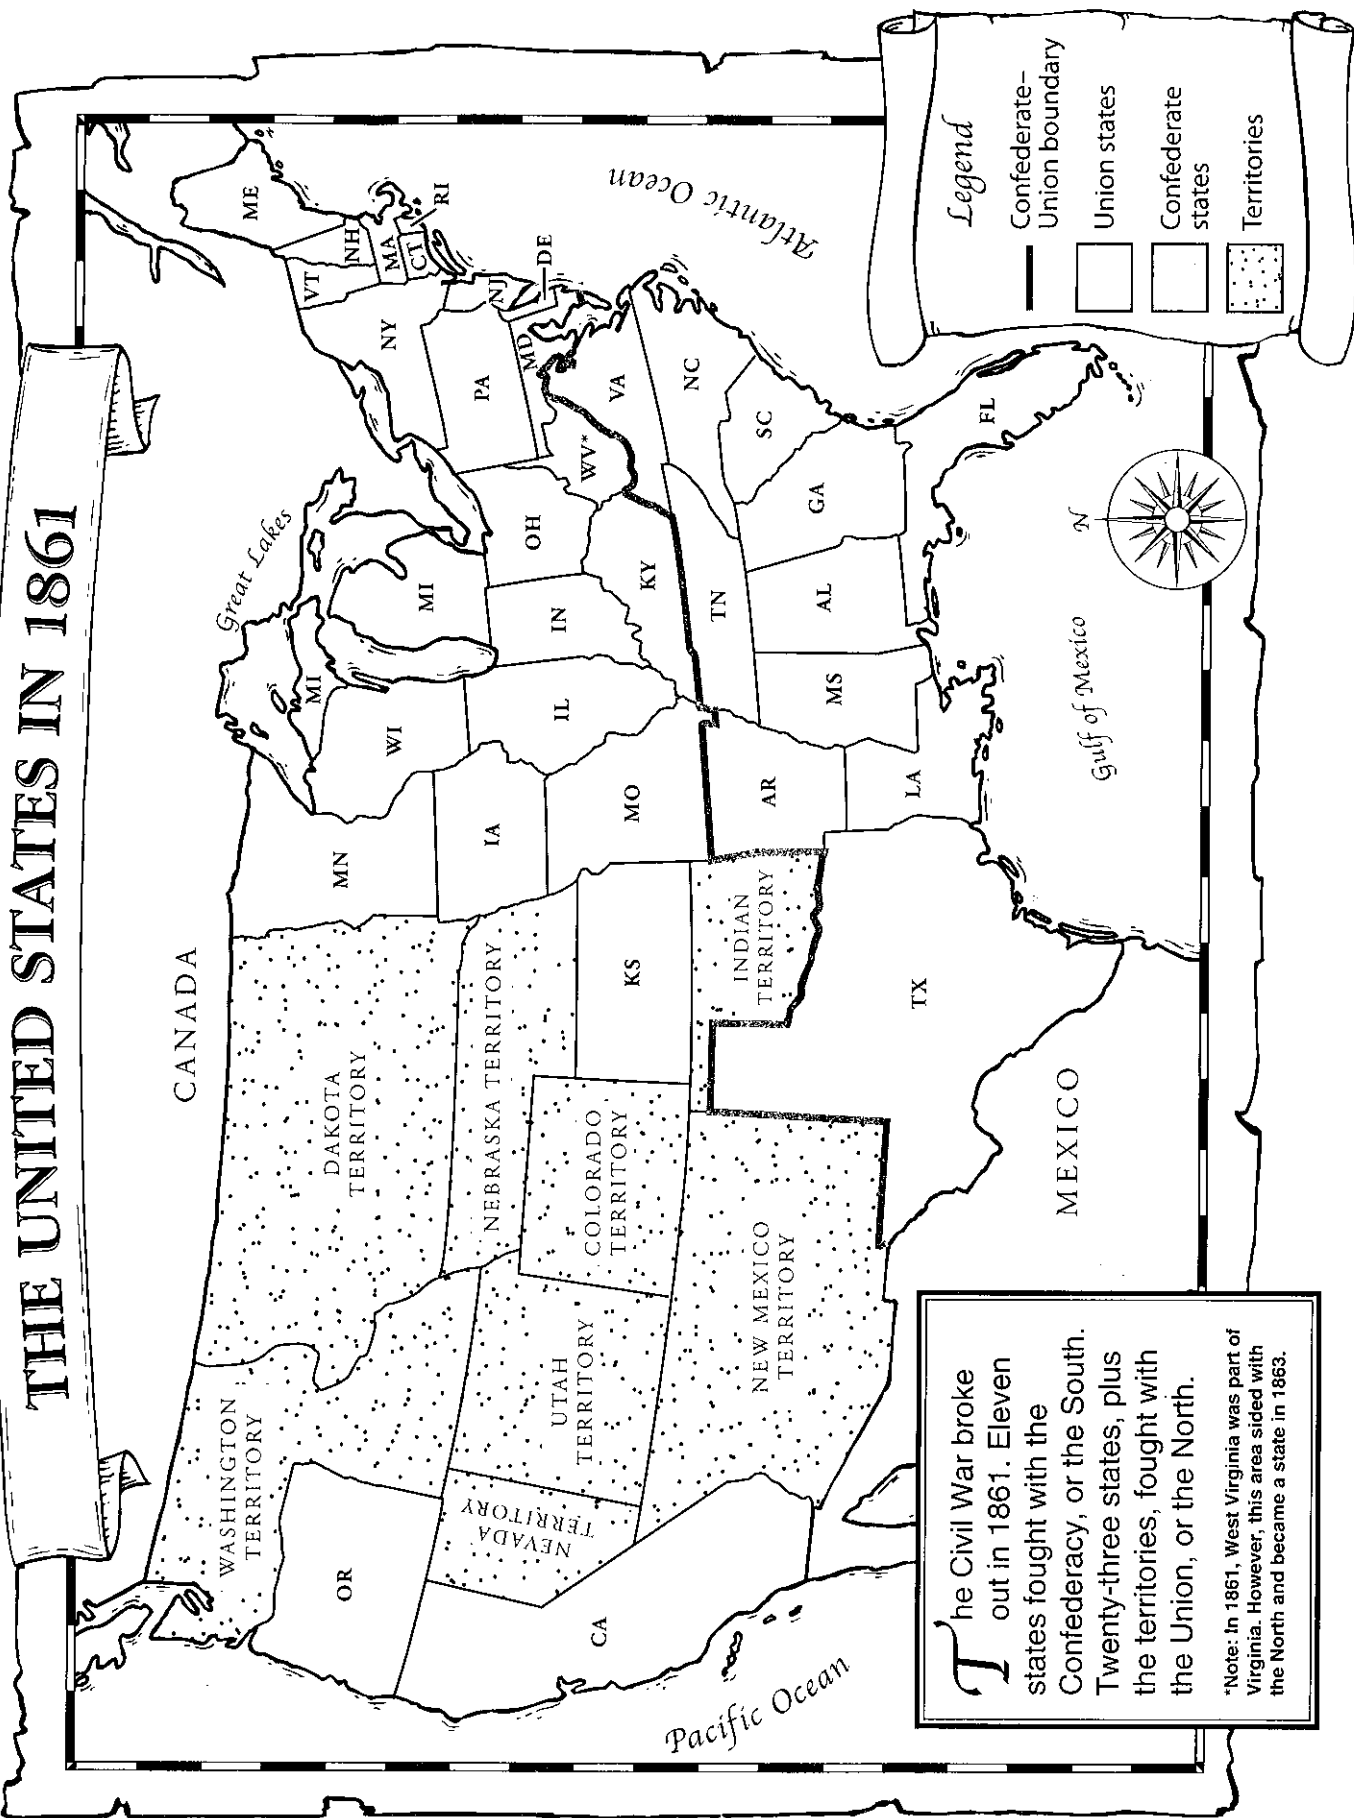 THE UNITED STATES IN 1861
CANADA
Great Lakes
WASHINGTON
TERRITORY
DAKOTA
TERRITORY
MN
MI
WI
MI
VT
NH
ME
NY
MA
CT
RI
OR
NEBRASKA TERRITORY
IA
PA
NJ
DE
MD
NEVADA
TERRITORY
UTAH
TERRITORY
COLORADO
TERRITORY
KS
MO
IL
IN
OH
WV*
VA
KY
Atlantic Ocean
CA
NEW MEXICO
TERRITORY
INDIAN
TERRITORY
AR
TN
NC
SC
MS
AL
GA
Pacific Ocean
TX
LA
FL
MEXICO
Gulf of Mexico
N
The Civil War broke
out in 1861. Eleven
states fought with the
Confederacy, or the South.
Twenty-three states, plus
the territories, fought with
the Union, or the North.
*Note: In 1861, West Virginia was part of
Virginia. However, this area sided with
the North and became a state in 1863.
Legend
Confederate–
Union boundary
Union states
Confederate
states
Territories